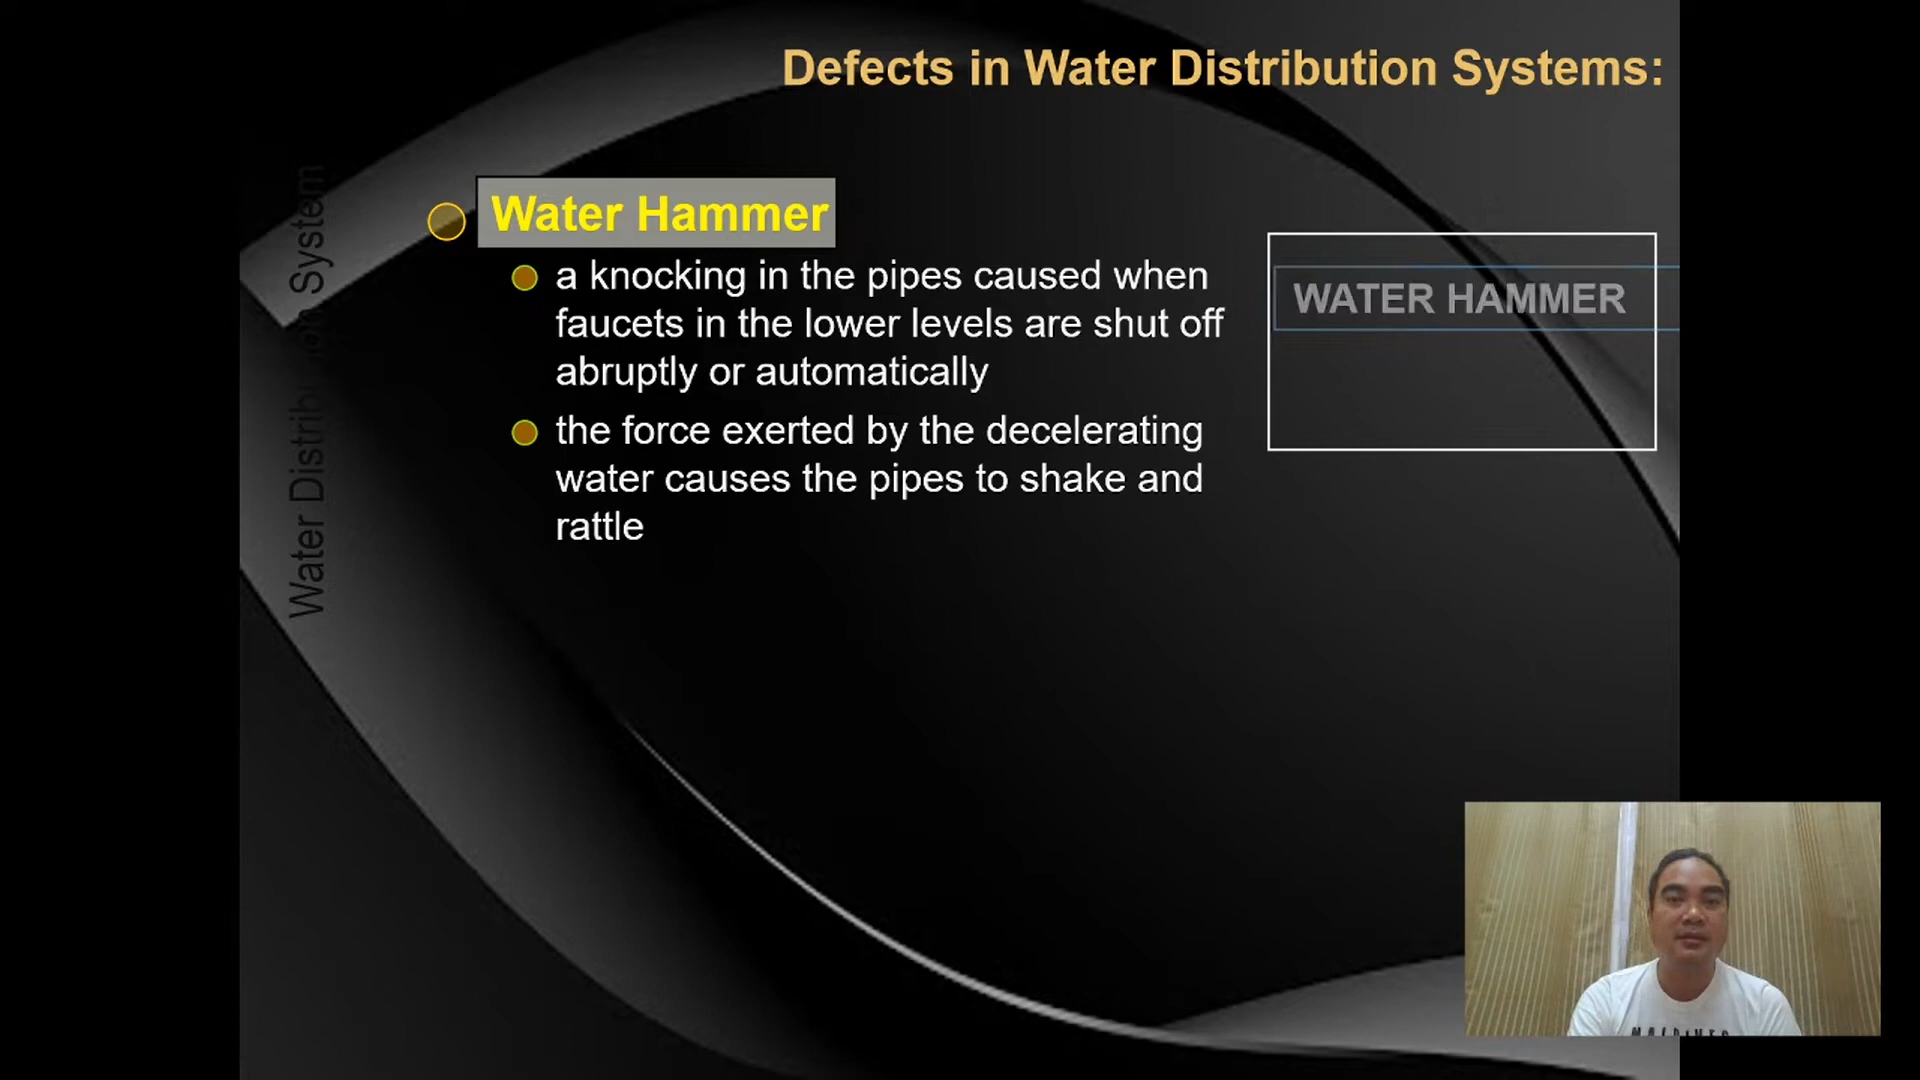 Defects in Water Distribution Systems:
Water Hammer
a knocking in the pipes caused when
faucets in the lower levels are shut off
abruptly or automatically
the force exerted by the decelerating
water causes the pipes to shake and
rattle
WATER HAMMER
Water Distribution System